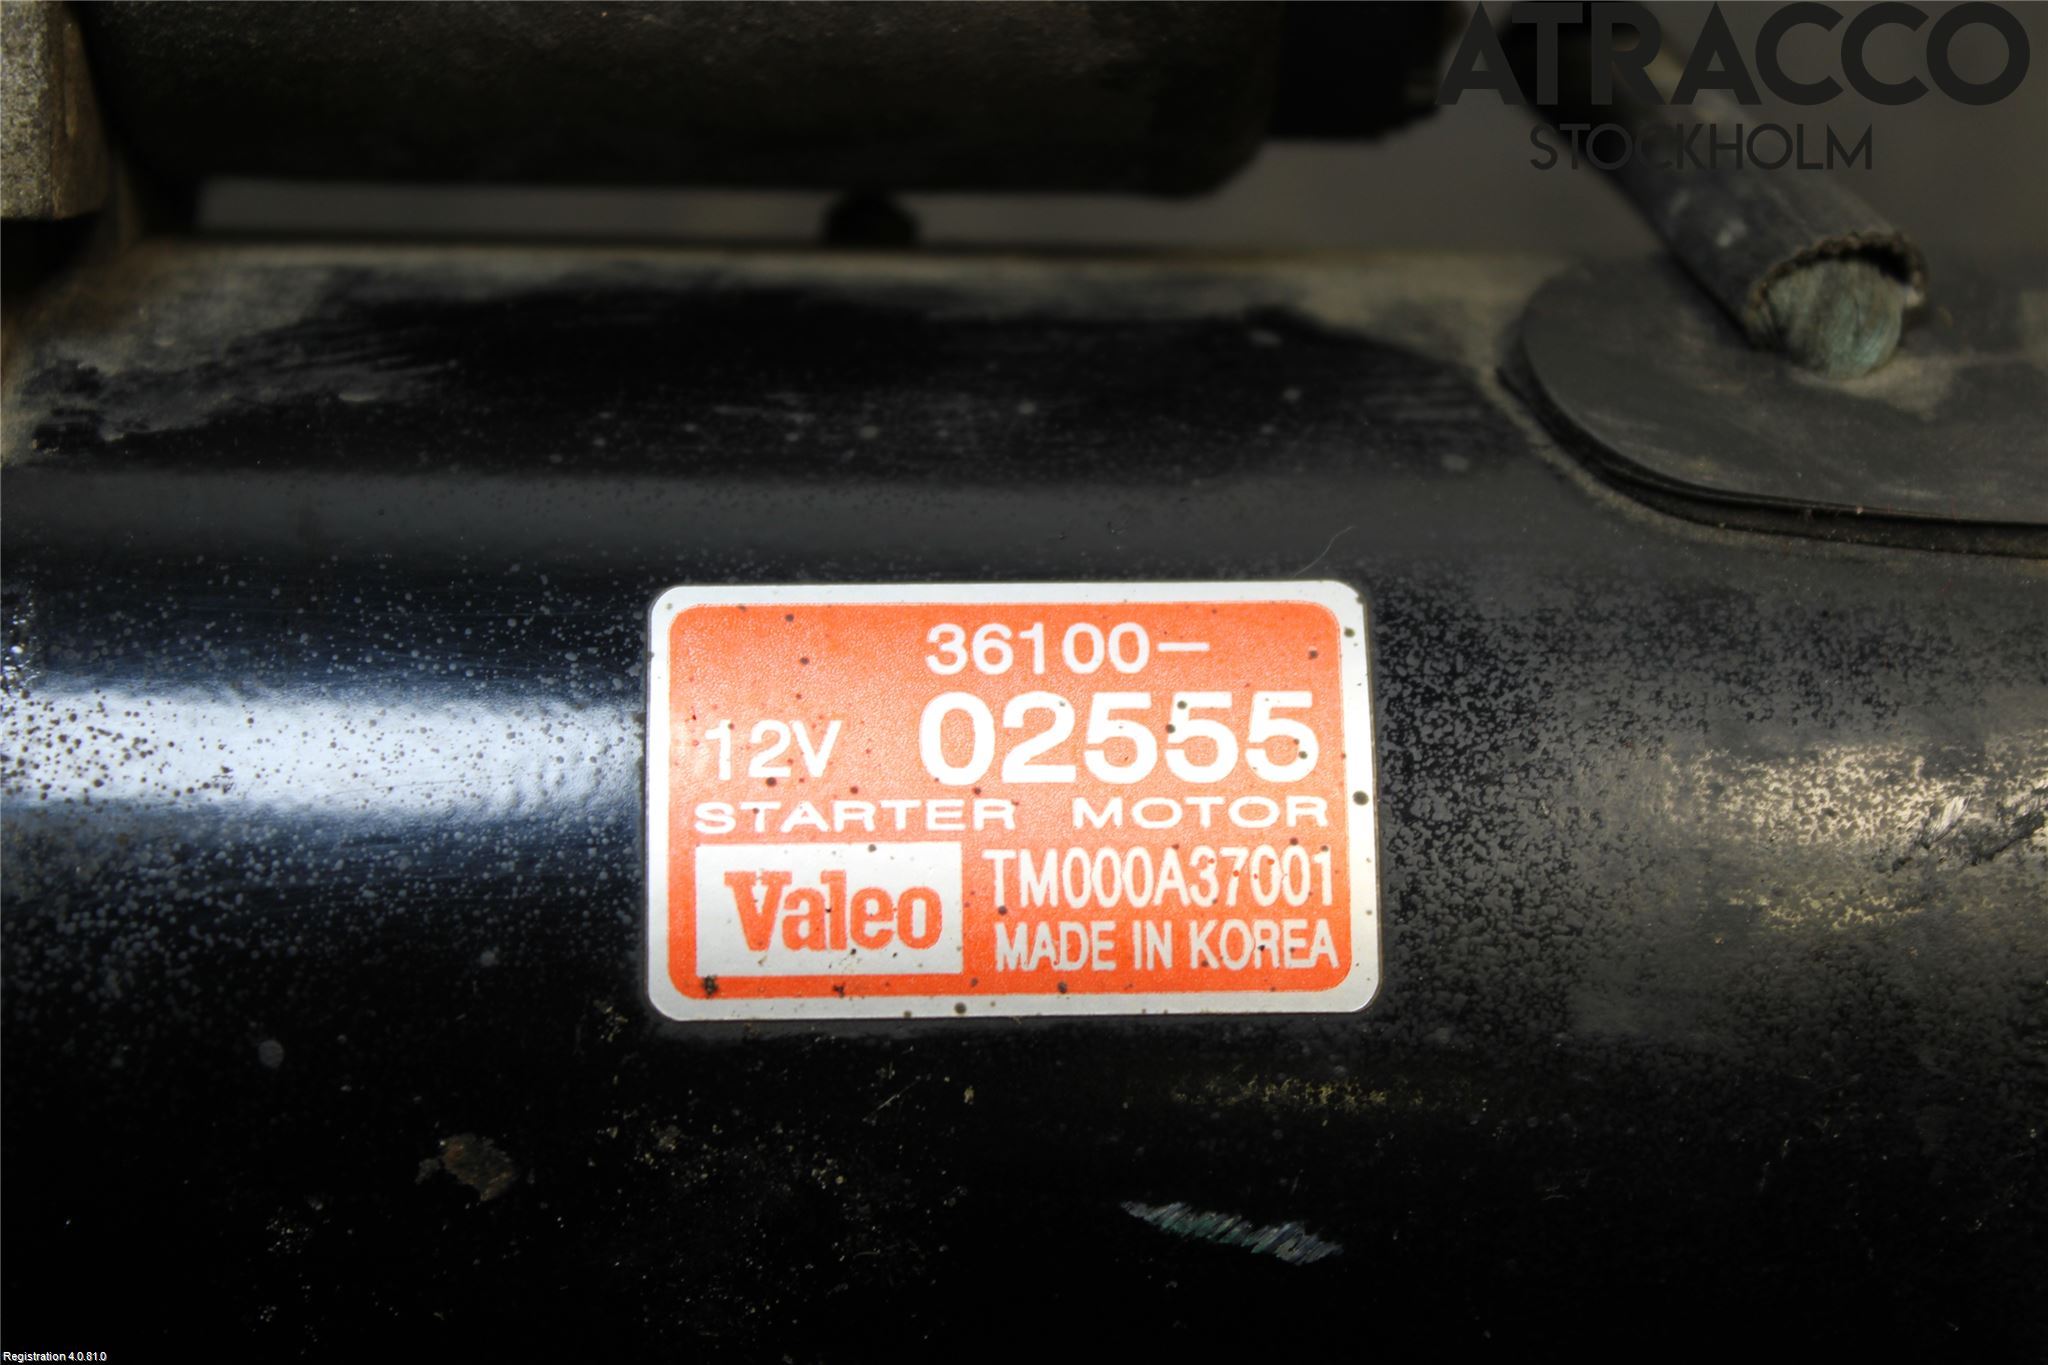 ATRACCO
STOCKHOLM
36100-
12V 02555
STARTER MOTOR
Valeo TM000A37001
MADE IN KOREA
Registration 4.0.81.0